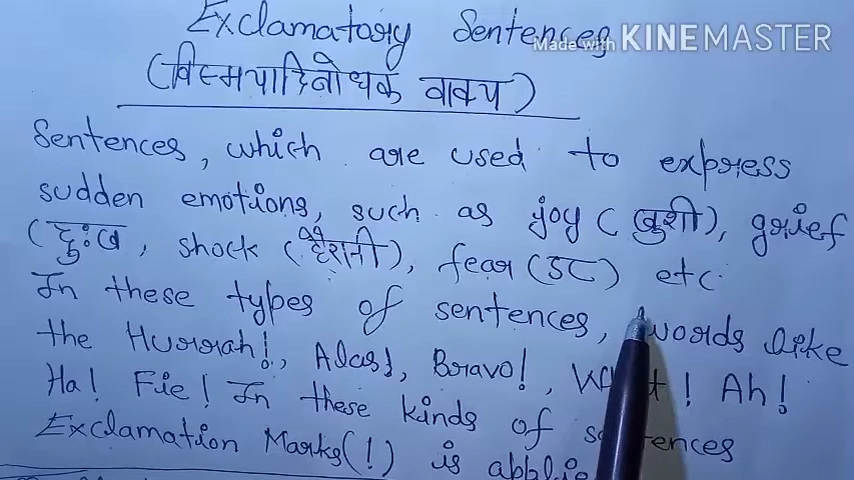 Exclamatory Sentences
Made with KINEMASTER
(विस्मयादिबोधक वाक्य)
Sentences, which are used to express
sudden emotions, such as joy (खुशी), grief
(दुःख, shock (हैरानी), fear (डर) etc.
In these types of sentences, words like
the Hurrah!, Alas!, Bravo!, What! Ah!
Ha! Fie! In these kinds of sentences
Exclamation Marks(!) is